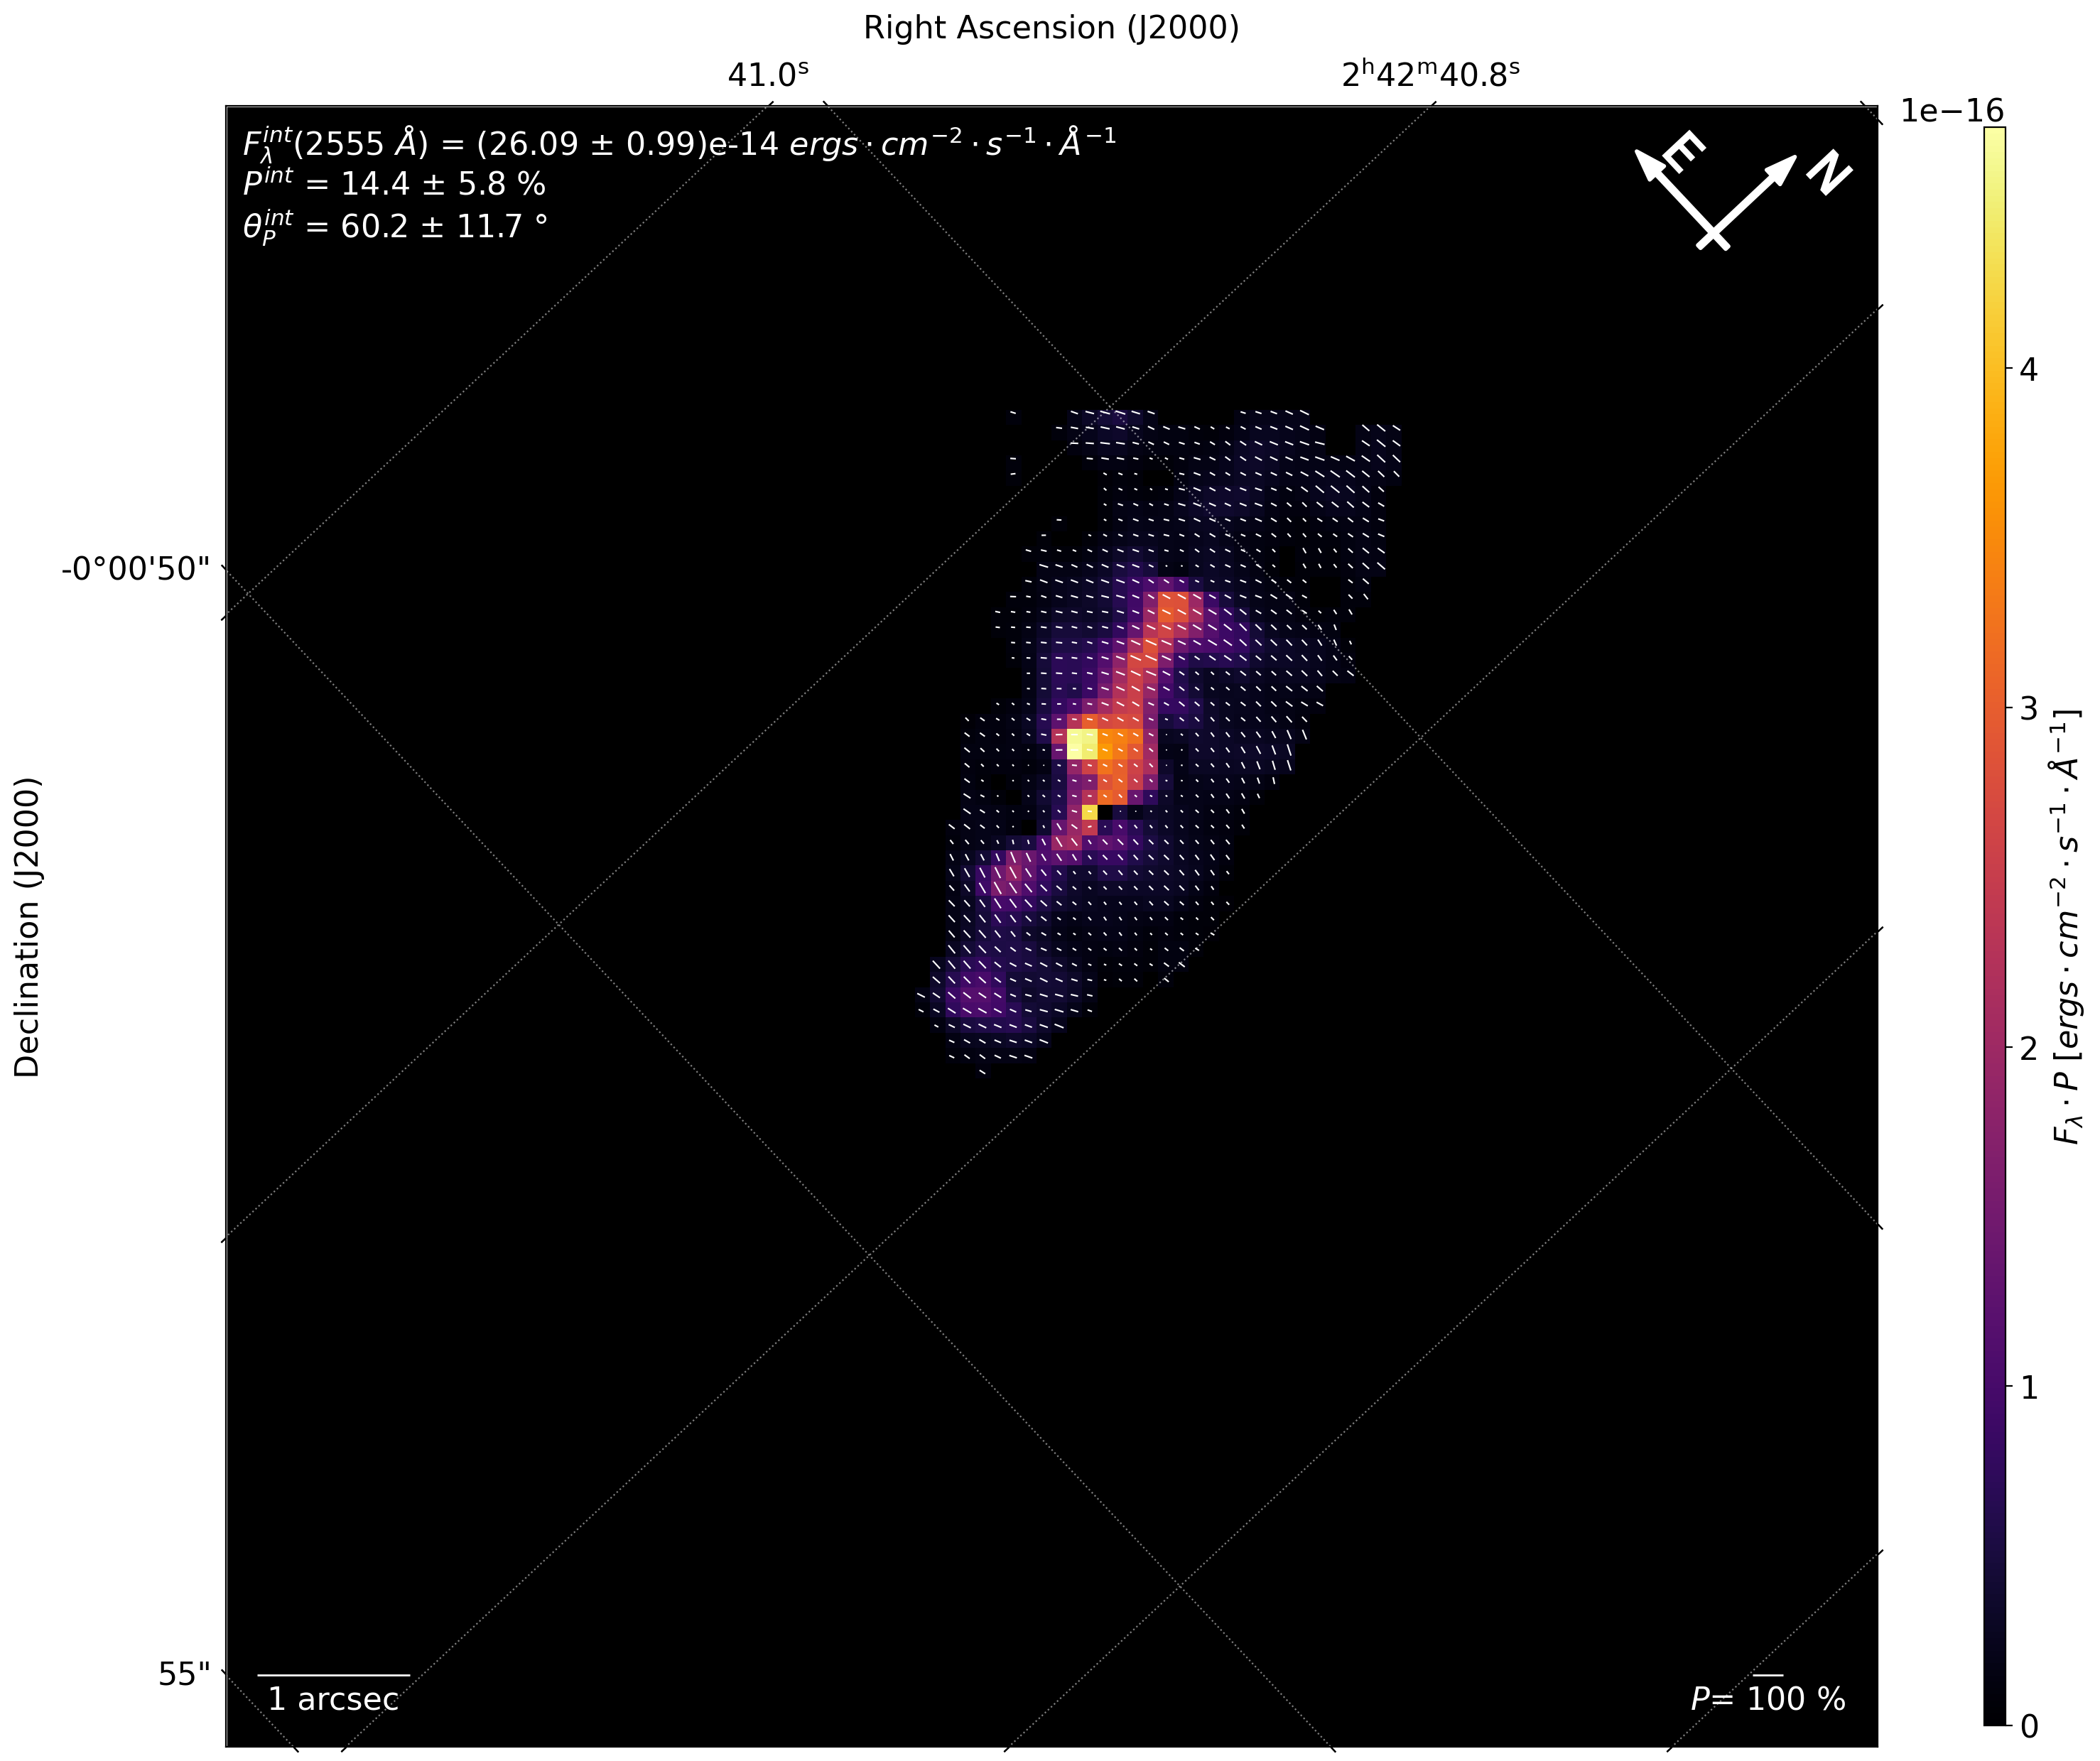 Right Ascension (J2000)
41.0ˢ
2ʰ42ᵐ40.8ˢ
1e−16
F_λ^{int}(2555 Å) = (26.09 ± 0.99)e-14 ergs · cm⁻² · s⁻¹ · Å⁻¹
P^{int} = 14.4 ± 5.8 %
θ_P^{int} = 60.2 ± 11.7 °
E
N
4
3
2
1
0
F_λ · P [ergs · cm⁻² · s⁻¹ · Å⁻¹]
-0°00'50"
55"
Declination (J2000)
1 arcsec
P= 100 %